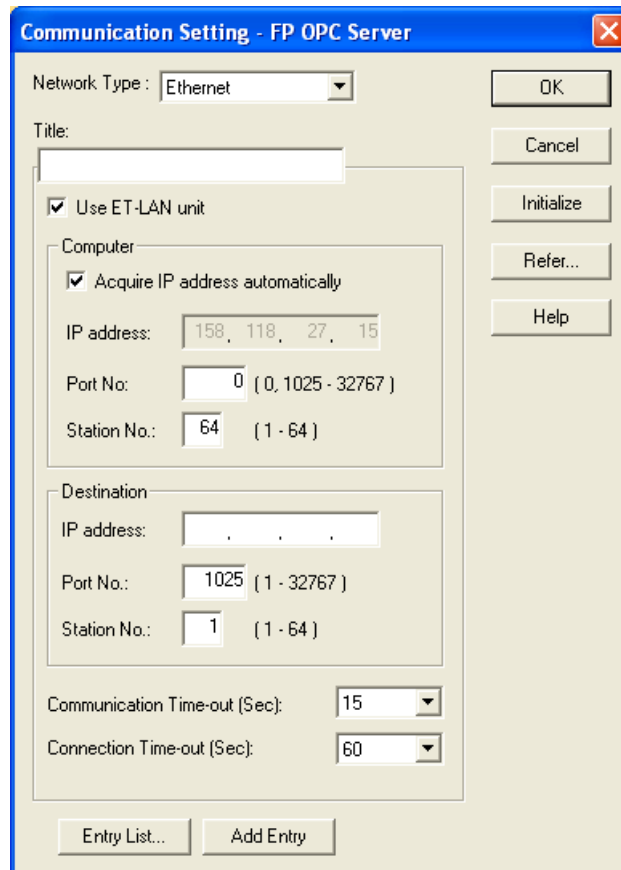 Communication Setting - FP OPC Server
Network Type : Ethernet
OK
Title:
Cancel
Use ET-LAN unit
Initialize
Computer
Acquire IP address automatically
Refer...
IP address: 158, 118, 27, 15
Help
Port No: 0 ( 0, 1025 - 32767 )
Station No.: 64 ( 1 - 64 )
Destination
IP address: . . .
Port No.: 1025 ( 1 - 32767 )
Station No.: 1 ( 1 - 64 )
Communication Time-out (Sec): 15
Connection Time-out (Sec): 60
Entry List... Add Entry